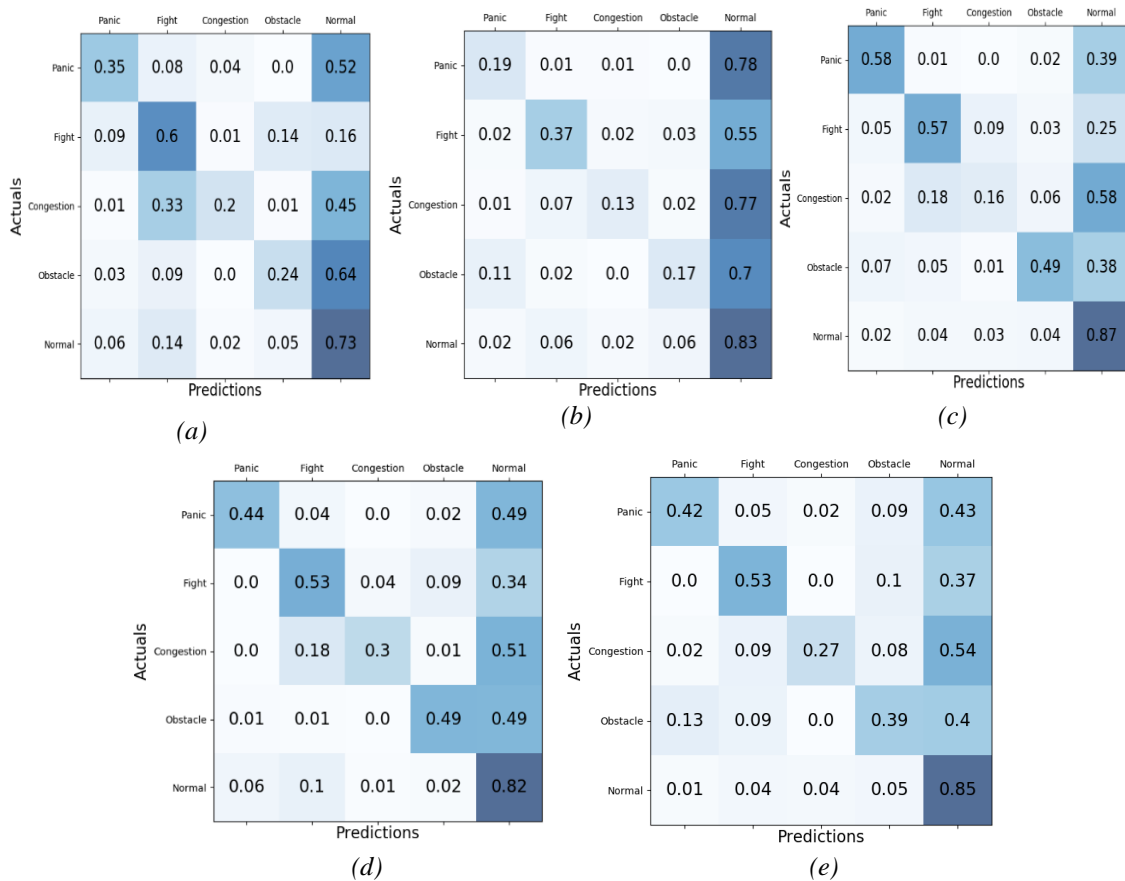 Panic Fight Congestion Obstacle Normal
Panic 0.35 0.08 0.04 0.0 0.52
Fight 0.09 0.6 0.01 0.14 0.16
Congestion 0.01 0.33 0.2 0.01 0.45
Obstacle 0.03 0.09 0.0 0.24 0.64
Normal 0.06 0.14 0.02 0.05 0.73
Actuals
Predictions
(a)
Panic Fight Congestion Obstacle Normal
Panic 0.19 0.01 0.01 0.0 0.78
Fight 0.02 0.37 0.02 0.03 0.55
Congestion 0.01 0.07 0.13 0.02 0.77
Obstacle 0.11 0.02 0.0 0.17 0.7
Normal 0.02 0.06 0.02 0.06 0.83
Actuals
Predictions
(b)
Panic Fight Congestion Obstacle Normal
Panic 0.58 0.01 0.0 0.02 0.39
Fight 0.05 0.57 0.09 0.03 0.25
Congestion 0.02 0.18 0.16 0.06 0.58
Obstacle 0.07 0.05 0.01 0.49 0.38
Normal 0.02 0.04 0.03 0.04 0.87
Actuals
Predictions
(c)
Panic Fight Congestion Obstacle Normal
Panic 0.44 0.04 0.0 0.02 0.49
Fight 0.0 0.53 0.04 0.09 0.34
Congestion 0.0 0.18 0.3 0.01 0.51
Obstacle 0.01 0.01 0.0 0.49 0.49
Normal 0.06 0.1 0.01 0.02 0.82
Actuals
Predictions
(d)
Panic Fight Congestion Obstacle Normal
Panic 0.42 0.05 0.02 0.09 0.43
Fight 0.0 0.53 0.0 0.1 0.37
Congestion 0.02 0.09 0.27 0.08 0.54
Obstacle 0.13 0.09 0.0 0.39 0.4
Normal 0.01 0.04 0.04 0.05 0.85
Actuals
Predictions
(e)